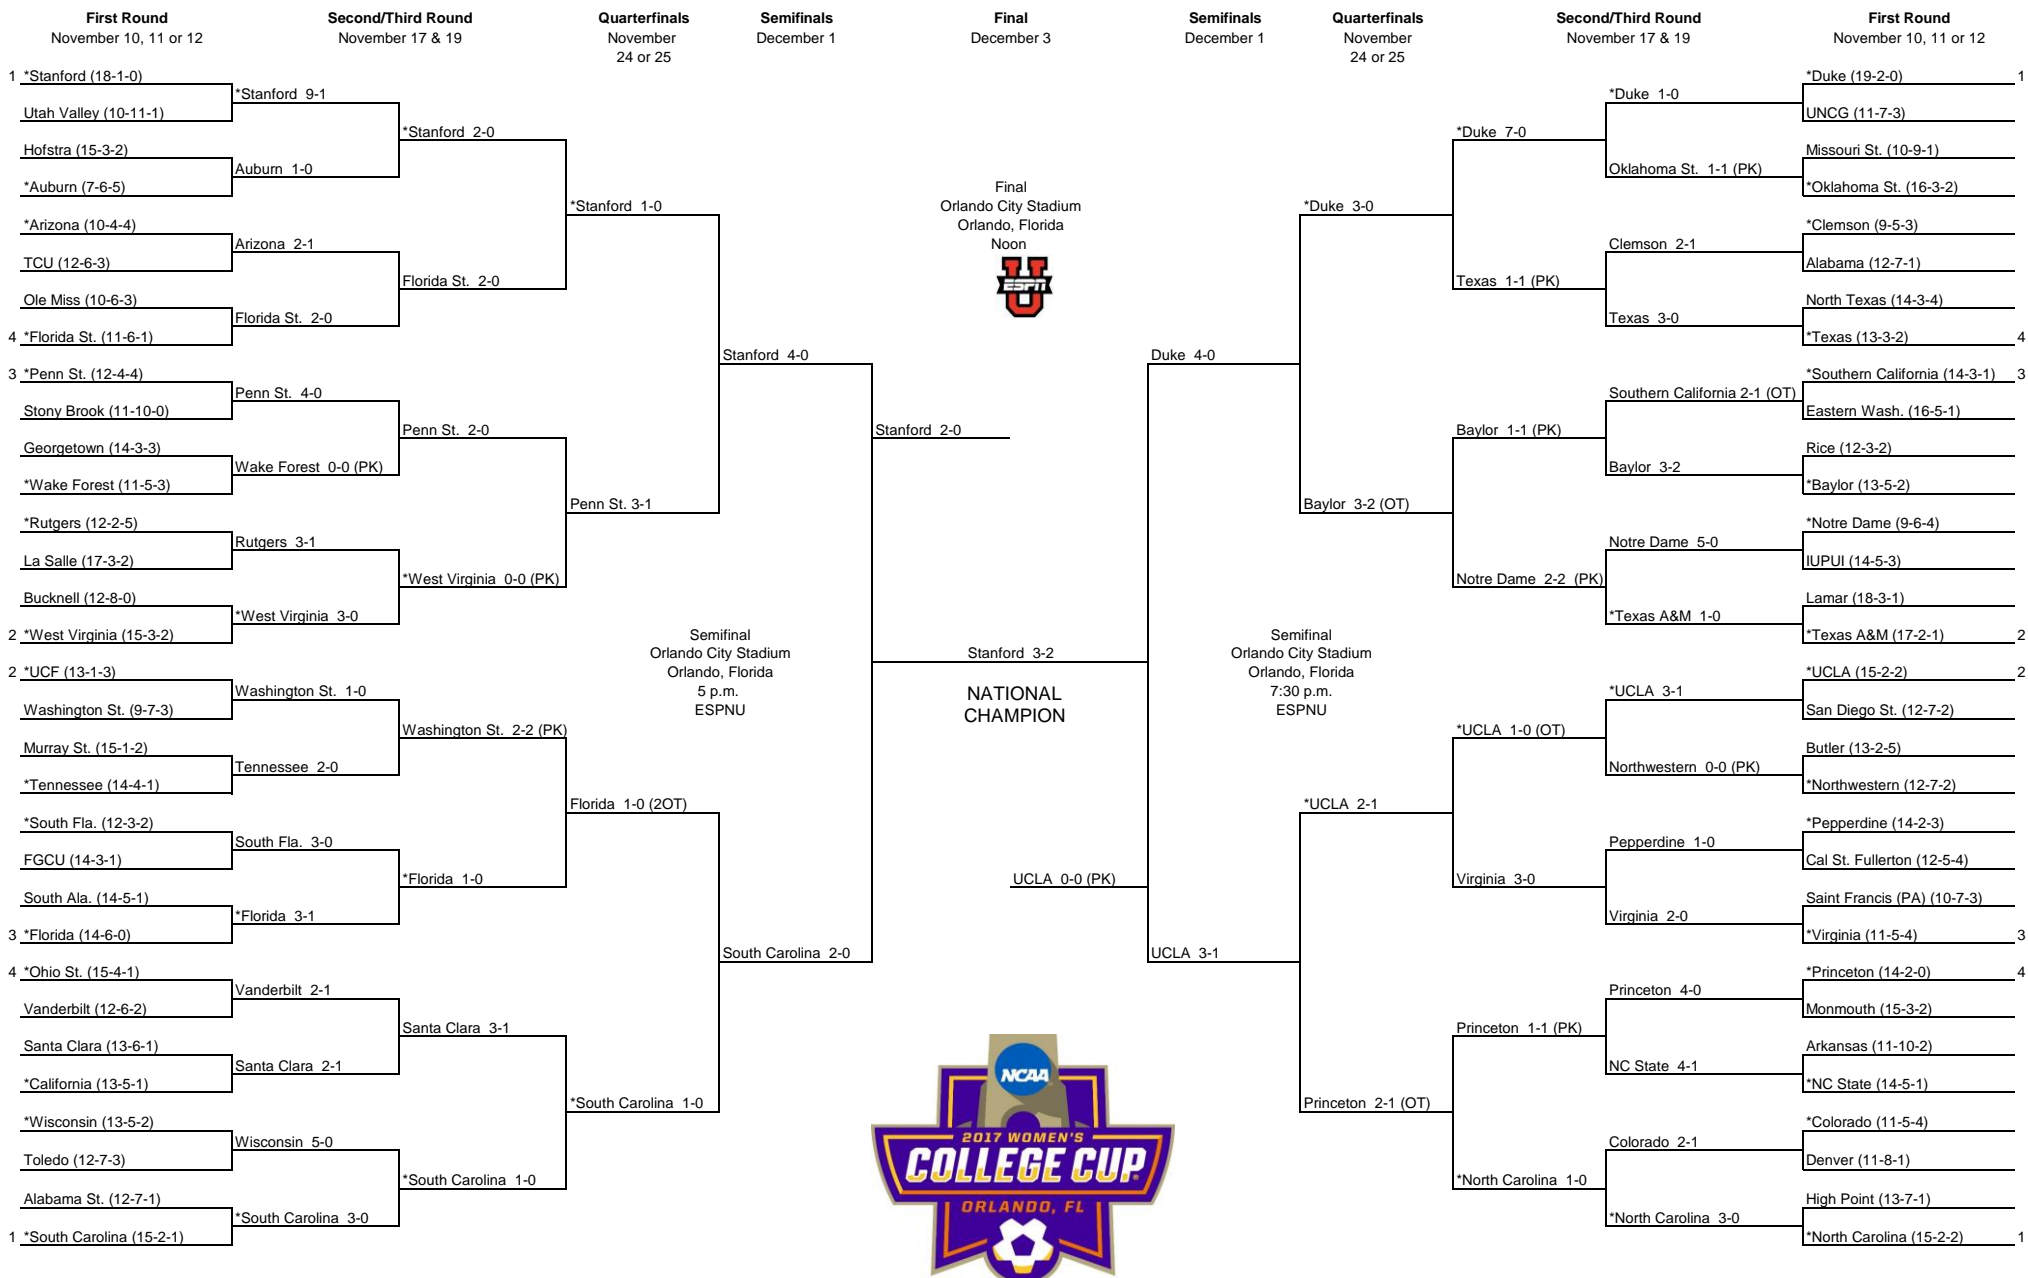 First Round
November 10, 11 or 12
Second/Third Round
November 17 & 19
Quarterfinals
November
24 or 25
Semifinals
December 1
Final
December 3
Semifinals
December 1
Quarterfinals
November
24 or 25
Second/Third Round
November 17 & 19
First Round
November 10, 11 or 12
1 *Stanford (18-1-0)
Utah Valley (10-11-1)
Hofstra (15-3-2)
*Auburn (7-6-5)
*Arizona (10-4-4)
TCU (12-6-3)
Ole Miss (10-6-3)
4 *Florida St. (11-6-1)
3 *Penn St. (12-4-4)
Stony Brook (11-10-0)
Georgetown (14-3-3)
*Wake Forest (11-5-3)
*Rutgers (12-2-5)
La Salle (17-3-2)
Bucknell (12-8-0)
2 *West Virginia (15-3-2)
2 *UCF (13-1-3)
Washington St. (9-7-3)
Murray St. (15-1-2)
*Tennessee (14-4-1)
*South Fla. (12-3-2)
FGCU (14-3-1)
South Ala. (14-5-1)
3 *Florida (14-6-0)
4 *Ohio St. (15-4-1)
Vanderbilt (12-6-2)
Santa Clara (13-6-1)
*California (13-5-1)
*Wisconsin (13-5-2)
Toledo (12-7-3)
Alabama St. (12-7-1)
1 *South Carolina (15-2-1)
*Stanford 9-1
Auburn 1-0
Arizona 2-1
Florida St. 2-0
Penn St. 4-0
Wake Forest 0-0 (PK)
Rutgers 3-1
*West Virginia 3-0
Washington St. 1-0
Tennessee 2-0
South Fla. 3-0
*Florida 3-1
Vanderbilt 2-1
Santa Clara 2-1
Wisconsin 5-0
*South Carolina 3-0
*Stanford 2-0
Florida St. 2-0
Penn St. 2-0
*West Virginia 0-0 (PK)
Washington St. 2-2 (PK)
*Florida 1-0
Santa Clara 3-1
*South Carolina 1-0
*Stanford 1-0
Penn St. 3-1
Florida 1-0 (2OT)
*South Carolina 1-0
Semifinal
Orlando City Stadium
Orlando, Florida
5 p.m.
ESPNU
Stanford 4-0
South Carolina 2-0
Stanford 2-0
Final
Orlando City Stadium
Orlando, Florida
Noon
U
ESPN
Stanford 3-2
NATIONAL
CHAMPION
UCLA 0-0 (PK)
NCAA
2017 WOMEN'S
COLLEGE CUP
ORLANDO, FL
Duke 4-0
UCLA 3-1
Semifinal
Orlando City Stadium
Orlando, Florida
7:30 p.m.
ESPNU
*Duke 3-0
Baylor 3-2 (OT)
*UCLA 2-1
Princeton 2-1 (OT)
*Duke 7-0
Texas 1-1 (PK)
Baylor 1-1 (PK)
Notre Dame 2-2 (PK)
*UCLA 1-0 (OT)
Virginia 3-0
Princeton 1-1 (PK)
*North Carolina 1-0
*Duke 1-0
Oklahoma St. 1-1 (PK)
Clemson 2-1
Texas 3-0
Southern California 2-1 (OT)
Baylor 3-2
Notre Dame 5-0
*Texas A&M 1-0
*UCLA 3-1
Northwestern 0-0 (PK)
Pepperdine 1-0
Virginia 2-0
Princeton 4-0
NC State 4-1
Colorado 2-1
*North Carolina 3-0
*Duke (19-2-0) 1
UNCG (11-7-3)
Missouri St. (10-9-1)
*Oklahoma St. (16-3-2)
*Clemson (9-5-3)
Alabama (12-7-1)
North Texas (14-3-4)
*Texas (13-3-2) 4
*Southern California (14-3-1) 3
Eastern Wash. (16-5-1)
Rice (12-3-2)
*Baylor (13-5-2)
*Notre Dame (9-6-4)
IUPUI (14-5-3)
Lamar (18-3-1)
*Texas A&M (17-2-1) 2
*UCLA (15-2-2) 2
San Diego St. (12-7-2)
Butler (13-2-5)
*Northwestern (12-7-2)
*Pepperdine (14-2-3)
Cal St. Fullerton (12-5-4)
Saint Francis (PA) (10-7-3)
*Virginia (11-5-4) 3
*Princeton (14-2-0) 4
Monmouth (15-3-2)
Arkansas (11-10-2)
*NC State (14-5-1)
*Colorado (11-5-4)
Denver (11-8-1)
High Point (13-7-1)
*North Carolina (15-2-2) 1